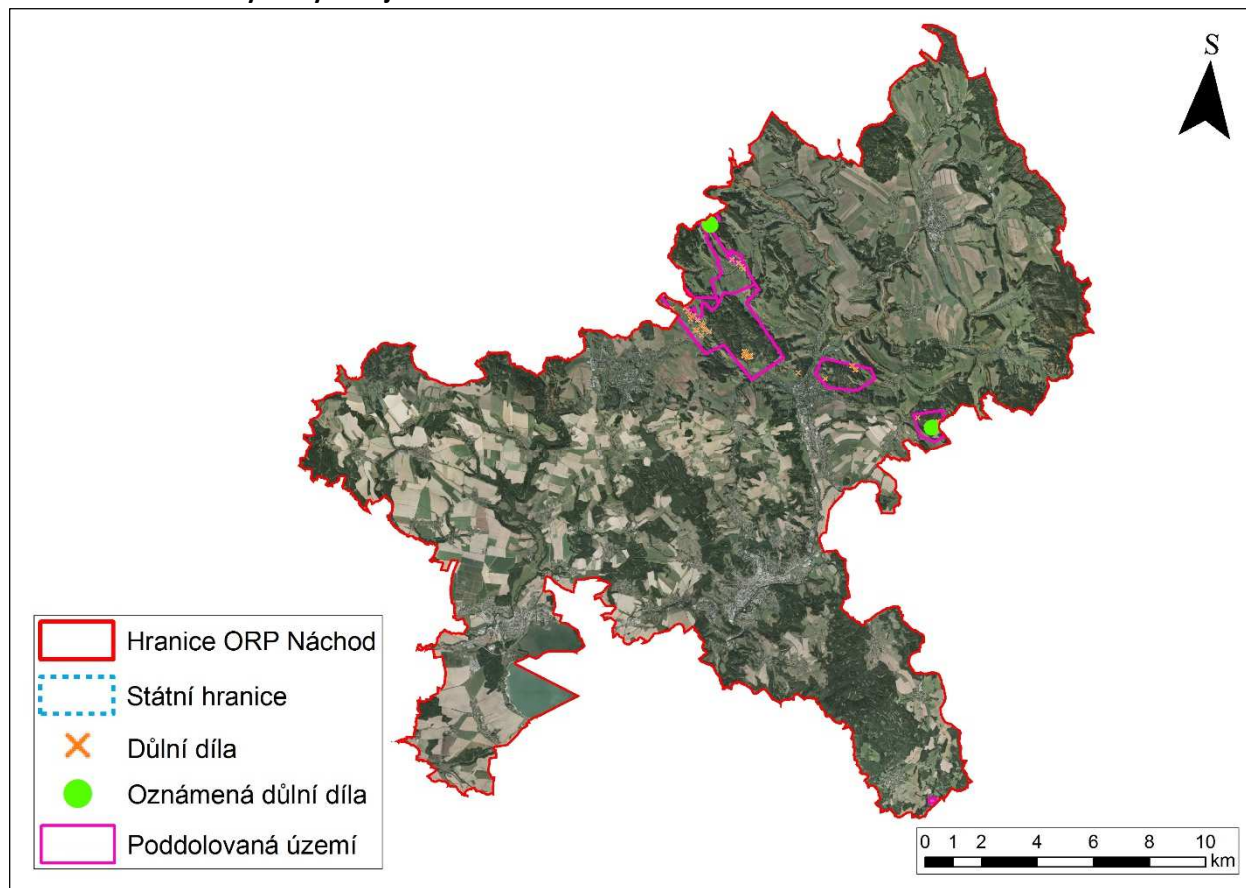 S
Hranice ORP Náchod
Státní hranice
Důlní díla
Oznámená důlní díla
Poddolovaná území
0 1 2 4 6 8 10
km